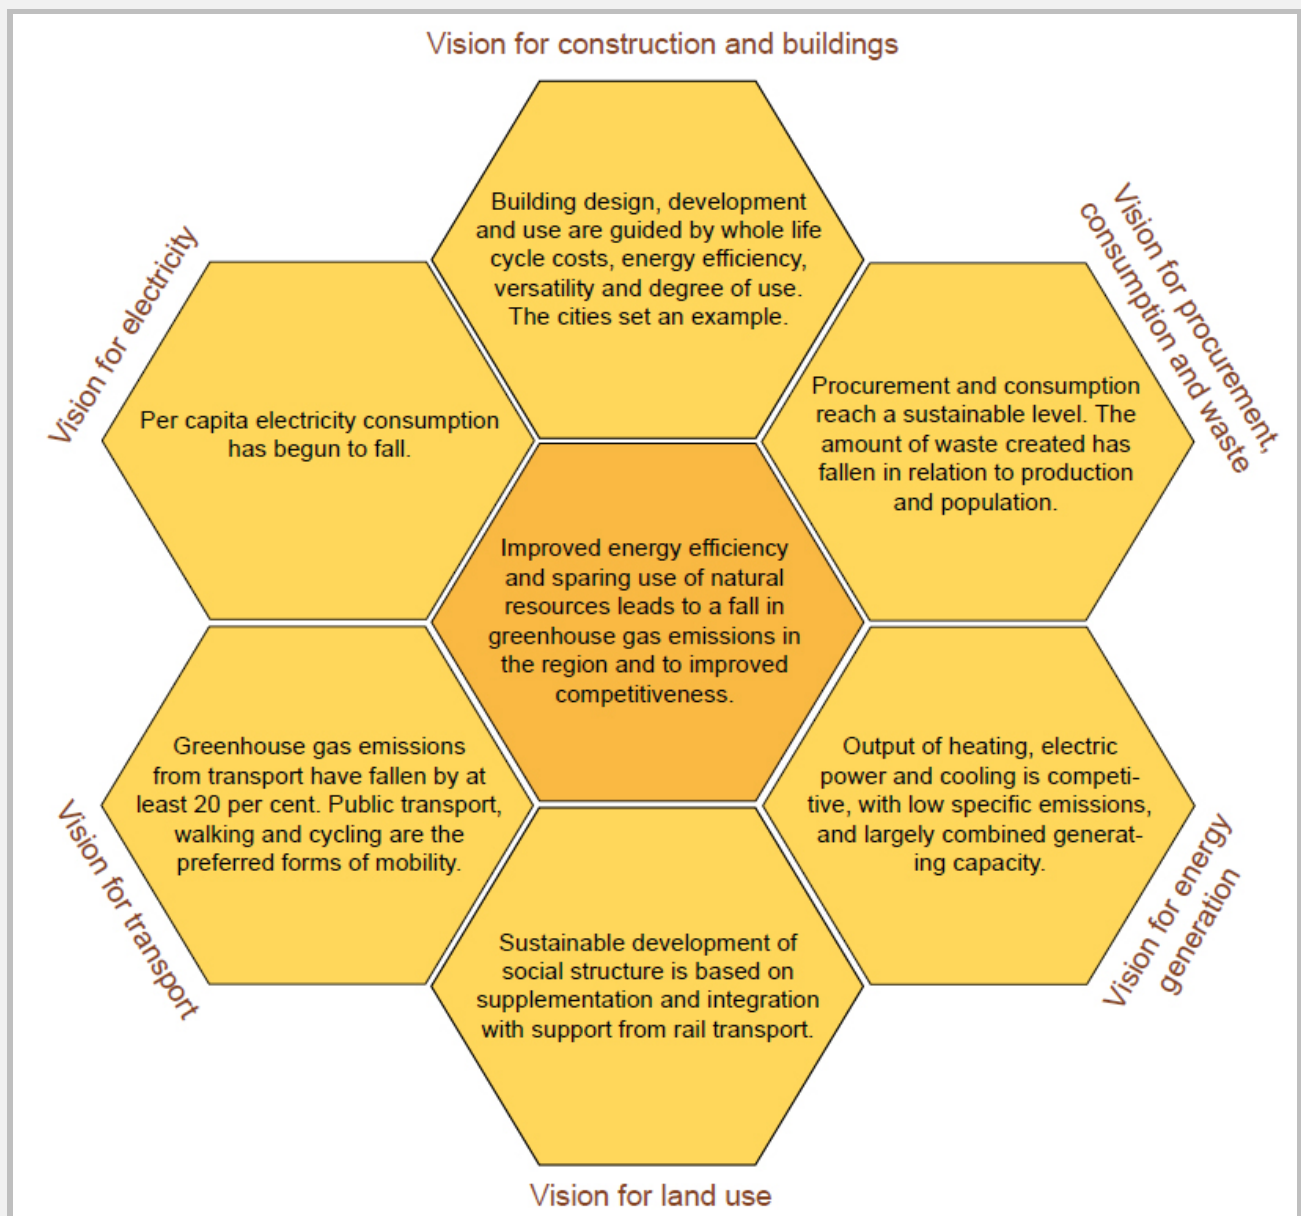 Vision for construction and buildings
Building design, development
and use are guided by whole life
cycle costs, energy efficiency,
versatility and degree of use.
The cities set an example.
Vision for electricity
Per capita electricity consumption
has begun to fall.
Vision for procurement,
consumption and waste
Procurement and consumption
reach a sustainable level. The
amount of waste created has
fallen in relation to production
and population.
Improved energy efficiency
and sparing use of natural
resources leads to a fall in
greenhouse gas emissions in
the region and to improved
competitiveness.
Vision for transport
Greenhouse gas emissions
from transport have fallen by at
least 20 per cent. Public transport,
walking and cycling are the
preferred forms of mobility.
Output of heating, electric
power and cooling is competi-
tive, with low specific emissions,
and largely combined generat-
ing capacity.
Vision for energy
generation
Sustainable development of
social structure is based on
supplementation and integration
with support from rail transport.
Vision for land use